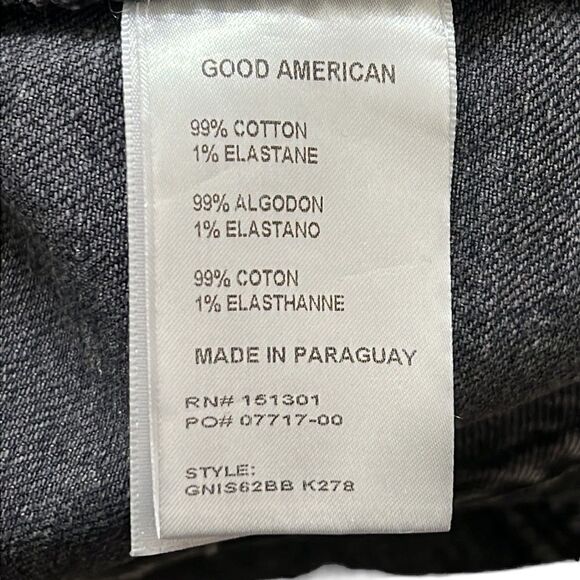 GOOD AMERICAN
99% COTTON
1% ELASTANE
99% ALGODON
1% ELASTANO
99% COTON
1% ELASTHANNE
MADE IN PARAGUAY
RN# 151301
PO# 07717-00
STYLE:
GNIS62BB K278